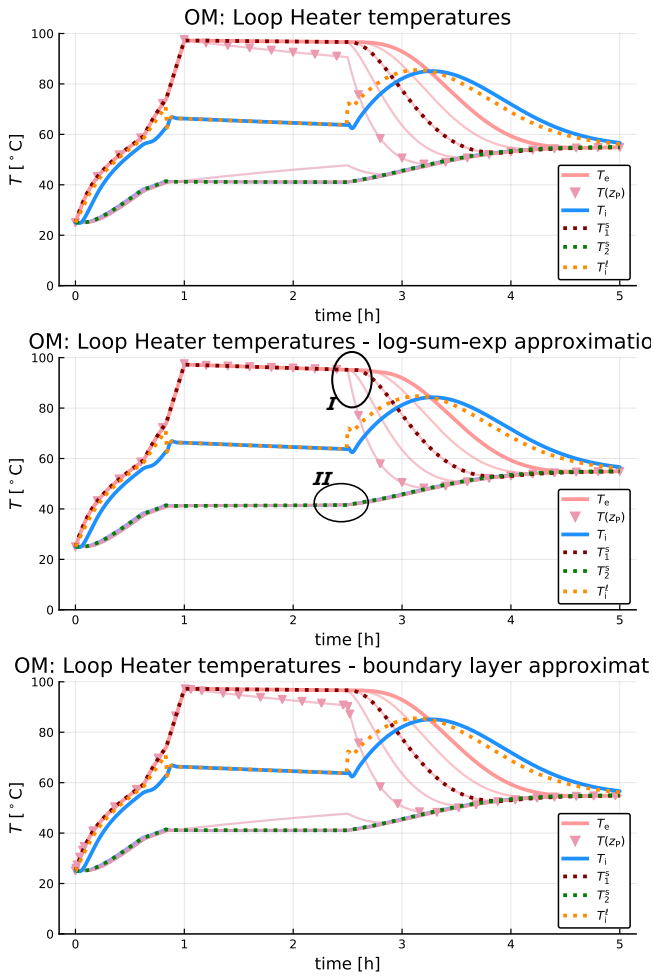 OM: Loop Heater temperatures
100
80
60
40
20
0
T [°C]
Tₑ
T(zₚ)
Tᵢ
T₁ˢ
T₂ˢ
Tᵢˡ
0 1 2 3 4 5
time [h]
OM: Loop Heater temperatures - log-sum-exp approximatio
100
80
60
40
20
0
T [°C]
I
II
Tₑ
T(zₚ)
Tᵢ
T₁ˢ
T₂ˢ
Tᵢˡ
0 1 2 3 4 5
time [h]
OM: Loop Heater temperatures - boundary layer approximat
100
80
60
40
20
0
T [°C]
Tₑ
T(zₚ)
Tᵢ
T₁ˢ
T₂ˢ
Tᵢˡ
0 1 2 3 4 5
time [h]